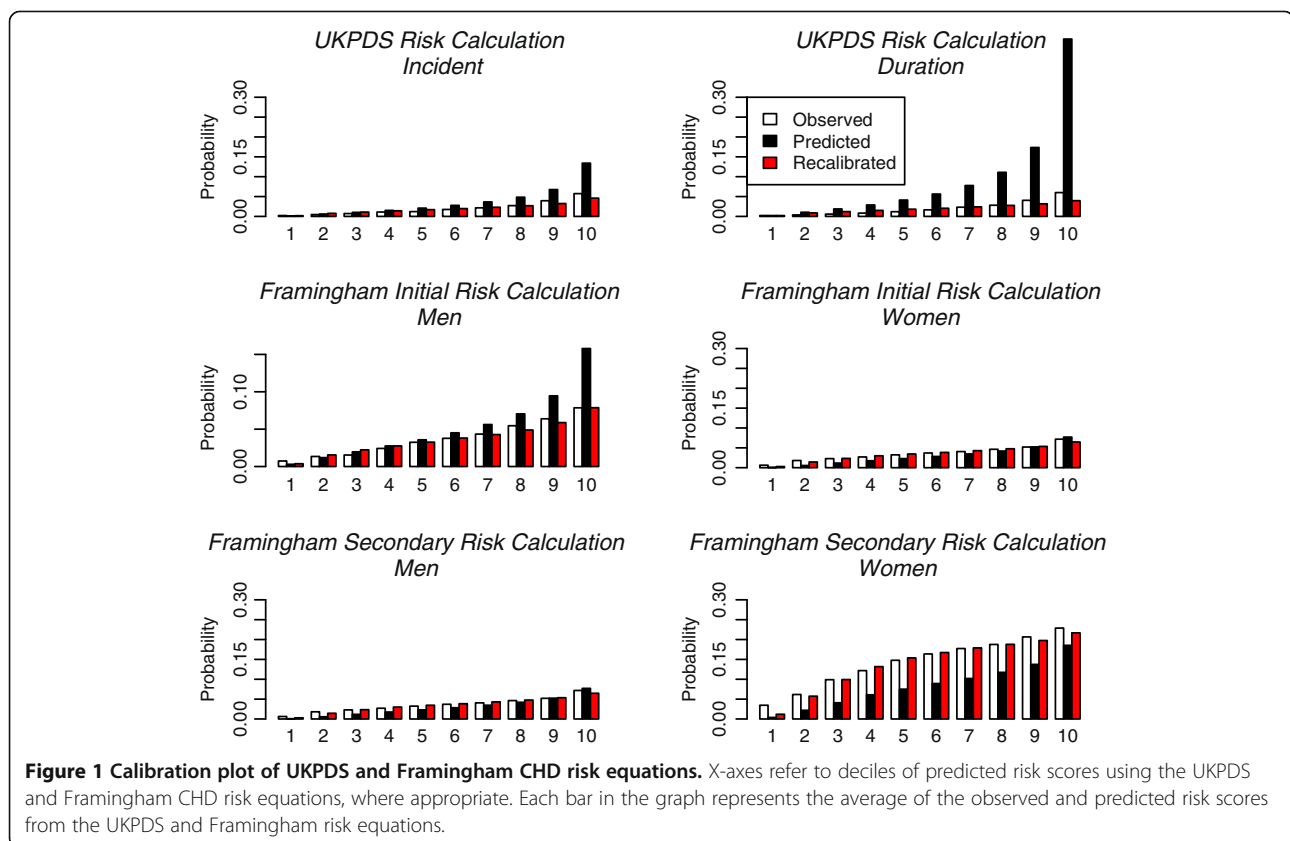 UKPDS Risk Calculation
Incident
Probability
0.00 0.15 0.30
1 2 3 4 5 6 7 8 9 10
UKPDS Risk Calculation
Duration
Probability
0.00 0.15 0.30
Observed
Predicted
Recalibrated
1 2 3 4 5 6 7 8 9 10
Framingham Initial Risk Calculation
Men
Probability
0.00 0.10
1 2 3 4 5 6 7 8 9 10
Framingham Initial Risk Calculation
Women
Probability
0.00 0.15 0.30
1 2 3 4 5 6 7 8 9 10
Framingham Secondary Risk Calculation
Men
Probability
0.00 0.15 0.30
1 2 3 4 5 6 7 8 9 10
Framingham Secondary Risk Calculation
Women
Probability
0.00 0.15 0.30
1 2 3 4 5 6 7 8 9 10
Figure 1 Calibration plot of UKPDS and Framingham CHD risk equations. X-axes refer to deciles of predicted risk scores using the UKPDS
and Framingham CHD risk equations, where appropriate. Each bar in the graph represents the average of the observed and predicted risk scores
from the UKPDS and Framingham risk equations.